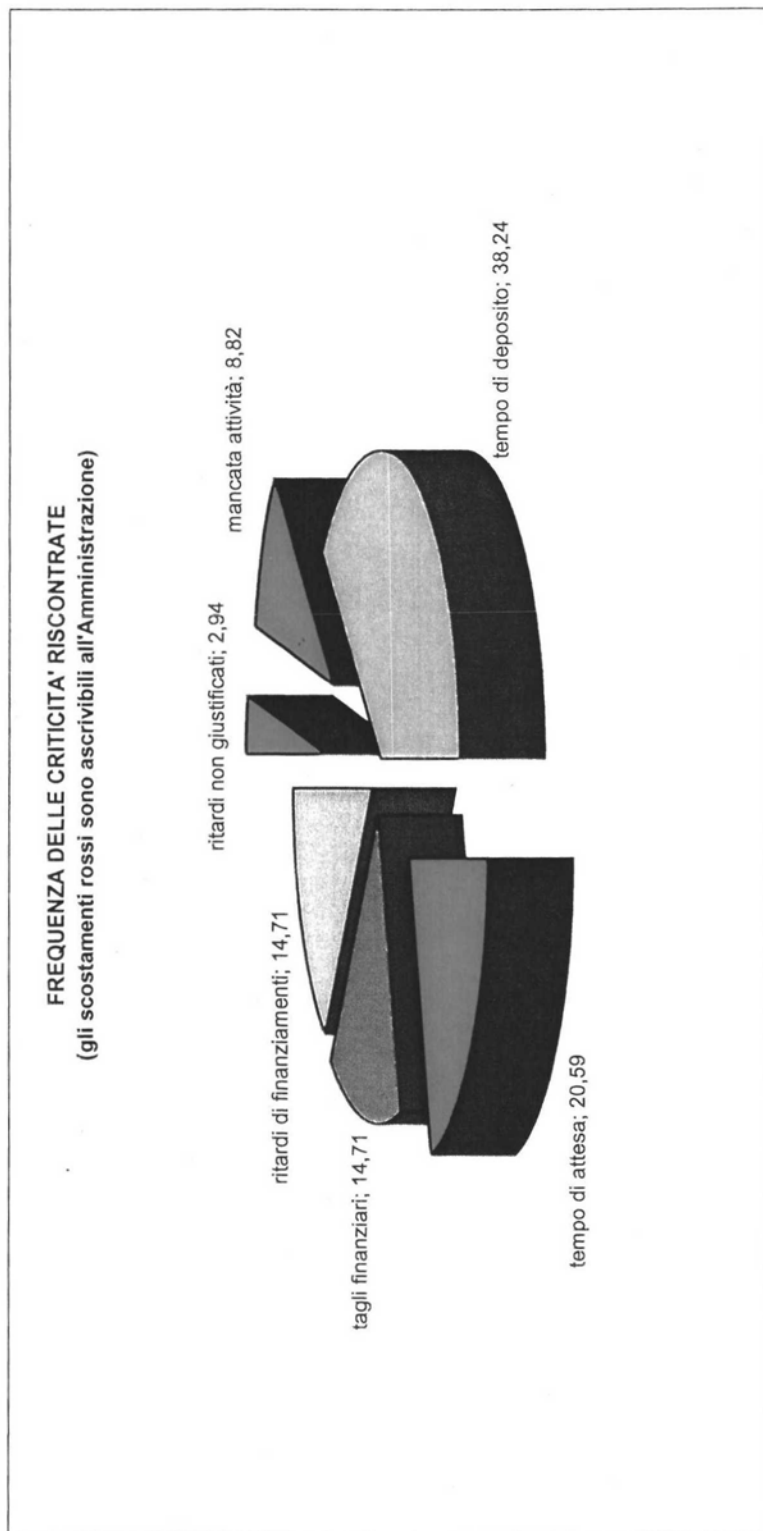 FREQUENZA DELLE CRITICITA' RISCONTRATE
(gli scostamenti rossi sono ascrivibili all'Amministrazione)
ritardi non giustificati; 2,94
mancata attività; 8,82
ritardi di finanziamenti; 14,71
tagli finanziari; 14,71
tempo di deposito; 38,24
tempo di attesa; 20,59